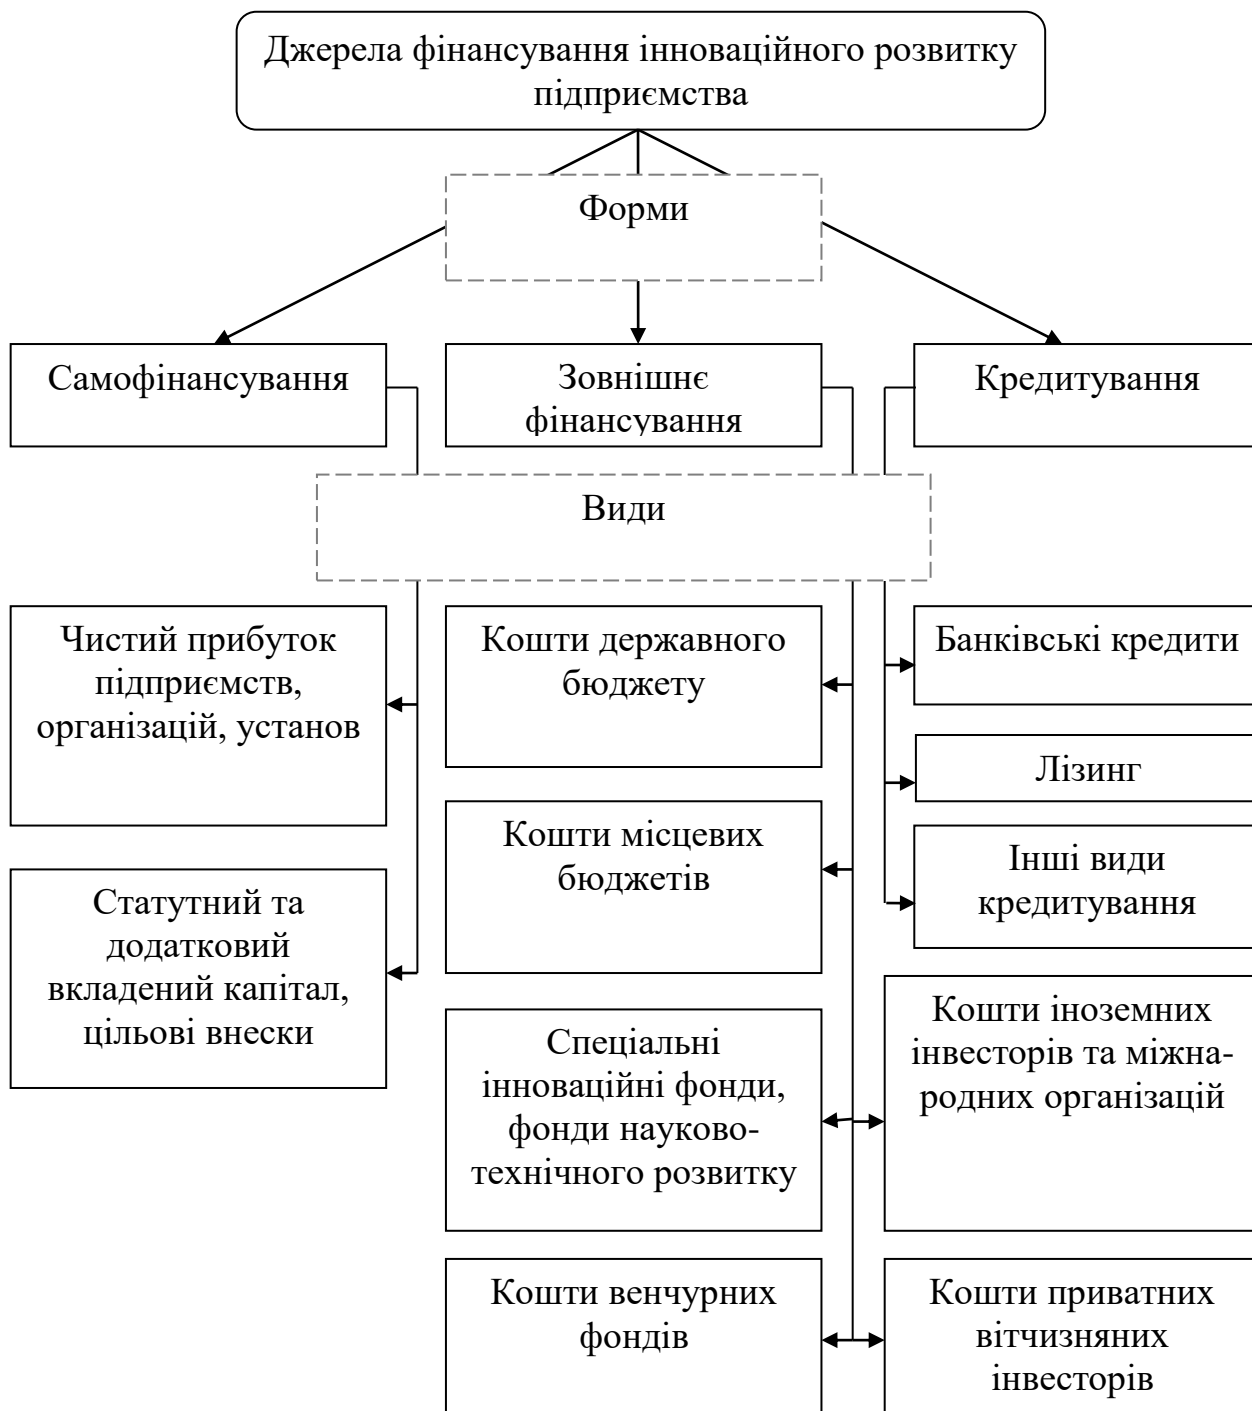 Джерела фінансування інноваційного розвитку
підприємства
Форми
Самофінансування
Зовнішнє
фінансування
Кредитування
Види
Чистий прибуток
підприємств,
організацій, установ
Статутний та
додатковий
вкладений капітал,
цільові внески
Кошти державного
бюджету
Кошти місцевих
бюджетів
Спеціальні
інноваційні фонди,
фонди науково-
технічного розвитку
Кошти венчурних
фондів
Банківські кредити
Лізинг
Інші види
кредитування
Кошти іноземних
інвесторів та міжна-
родних організацій
Кошти приватних
вітчизняних
інвесторів